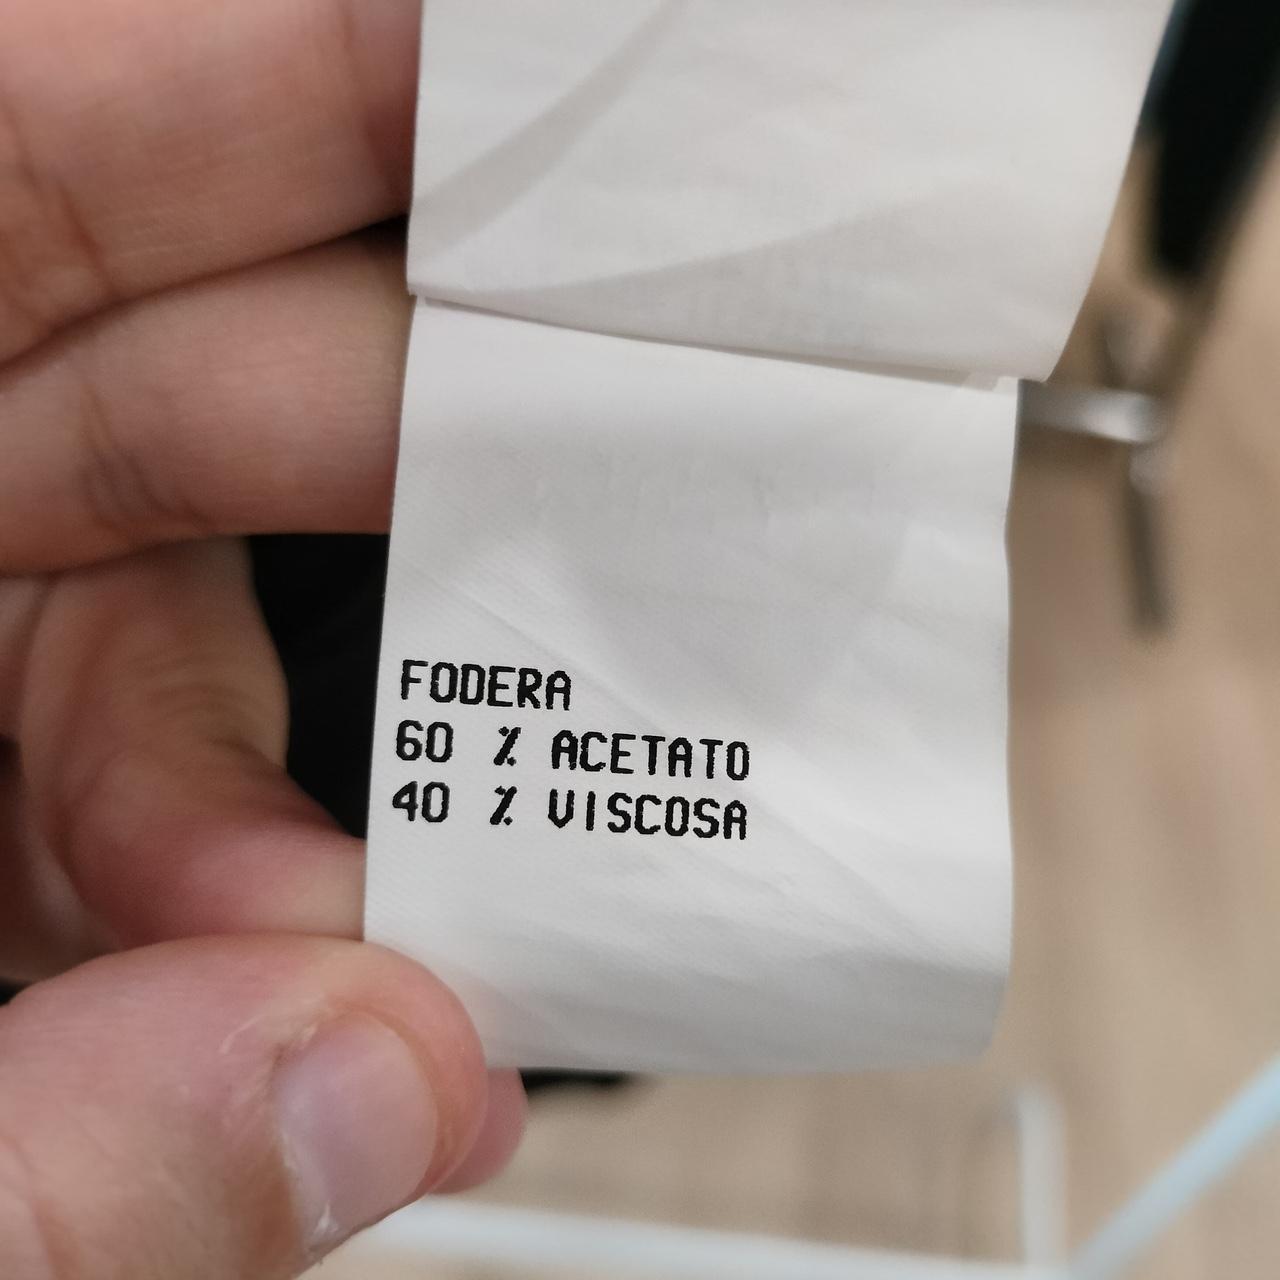 FODERA
60 % ACETATO
40 % VISCOSA